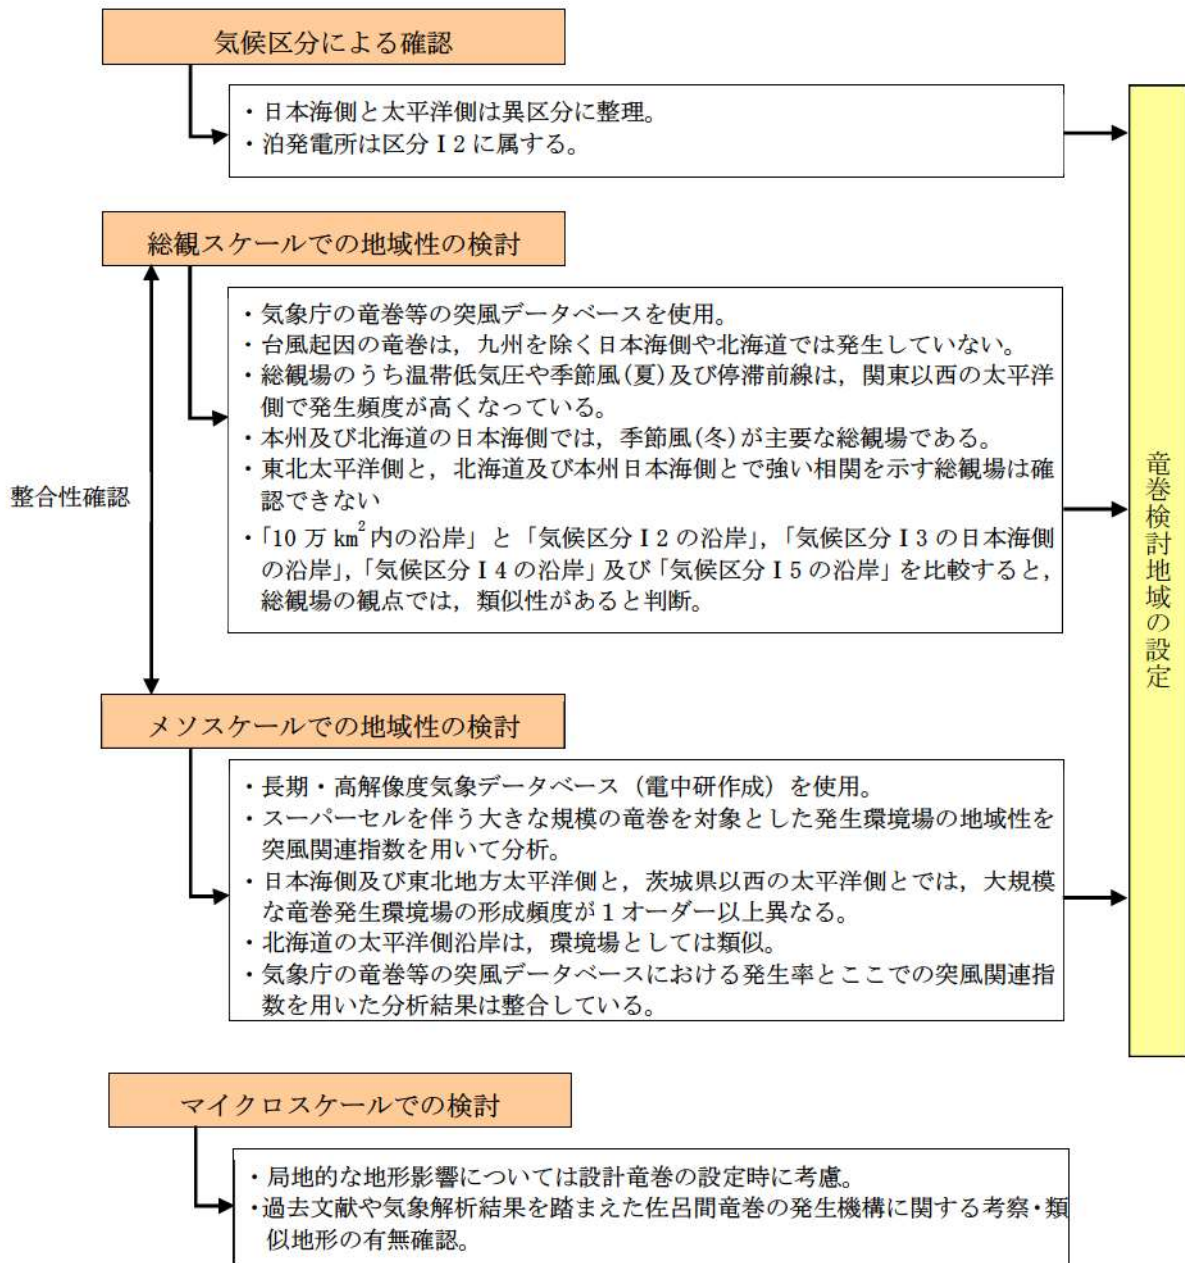 気候区分による確認
・日本海側と太平洋側は異区分に整理。
・泊発電所は区分Ⅰ2に属する。
総観スケールでの地域性の検討
・気象庁の竜巻等の突風データベースを使用。
・台風起因の竜巻は，九州を除く日本海側や北海道では発生していない。
・総観場のうち温帯低気圧や季節風(夏)及び停滞前線は，関東以西の太平洋
側で発生頻度が高くなっている。
・本州及び北海道の日本海側では，季節風(冬)が主要な総観場である。
・東北太平洋側と，北海道及び本州日本海側とで強い相関を示す総観場は確
認できない
・「10万km²内の沿岸」と「気候区分Ⅰ2の沿岸」，「気候区分Ⅰ3の日本海側
の沿岸」，「気候区分Ⅰ4の沿岸」及び「気候区分Ⅰ5の沿岸」を比較すると，
総観場の観点では，類似性があると判断。
整合性確認
メソスケールでの地域性の検討
・長期・高解像度気象データベース（電中研作成）を使用。
・スーパーセルを伴う大きな規模の竜巻を対象とした発生環境場の地域性を
突風関連指数を用いて分析。
・日本海側及び東北地方太平洋側と，茨城県以西の太平洋側とでは，大規模
な竜巻発生環境場の形成頻度が1オーダー以上異なる。
・北海道の太平洋側沿岸は，環境場としては類似。
・気象庁の竜巻等の突風データベースにおける発生率とここでの突風関連指
数を用いた分析結果は整合している。
マイクロスケールでの検討
・局地的な地形影響については設計竜巻の設定時に考慮。
・過去文献や気象解析結果を踏まえた佐呂間竜巻の発生機構に関する考察・類
似地形の有無確認。
竜巻検討地域の設定